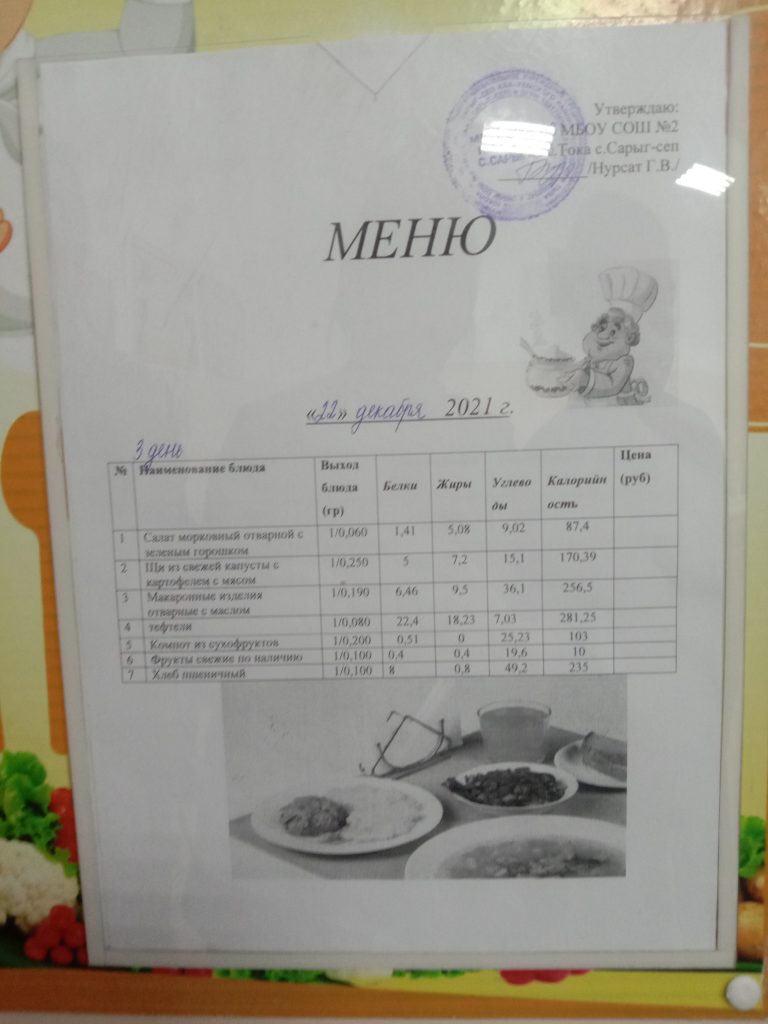 Утверждаю:
МБОУ СОШ №2
Тока с.Сарыг-сеп
/Нурсат Г.В./
МЕНЮ
«22» декабря 2021 г.
3 день
№ Наименование блюда Выход блюда (гр) Белки Жиры Углево ды Калорийн ость Цена (руб)
1 Салат морковный отварной с зеленым горошком 1/0,060 1,41 5,08 9,02 87,4
2 Щи из свежей капусты с картофелем с мясом 1/0,250 5 7,2 15,1 170,39
3 Макаронные изделия отварные с маслом 1/0,190 6,46 9,5 36,1 256,5
4 тефтели 1/0,080 22,4 18,23 7,03 281,25
5 Компот из сухофруктов 1/0,200 0,51 0 25,23 103
6 Фрукты свежие по наличию 1/0,100 0,4 0,4 19,6 10
7 Хлеб пшеничный 1/0,100 8 0,8 49,2 235